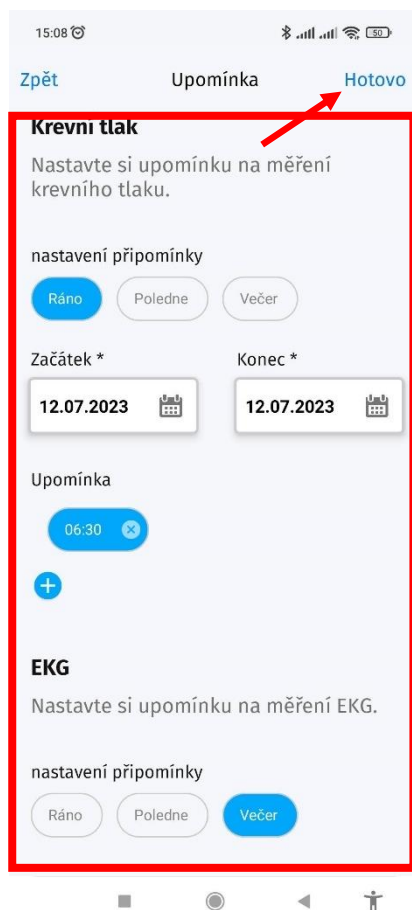 15:08 50
Zpět Upomínka Hotovo
Krevní tlak
Nastavte si upomínku na měření
krevního tlaku.
nastavení připomínky
Ráno Poledne Večer
Začátek * Konec *
12.07.2023 12.07.2023
Upomínka
06:30
EKG
Nastavte si upomínku na měření EKG.
nastavení připomínky
Ráno Poledne Večer